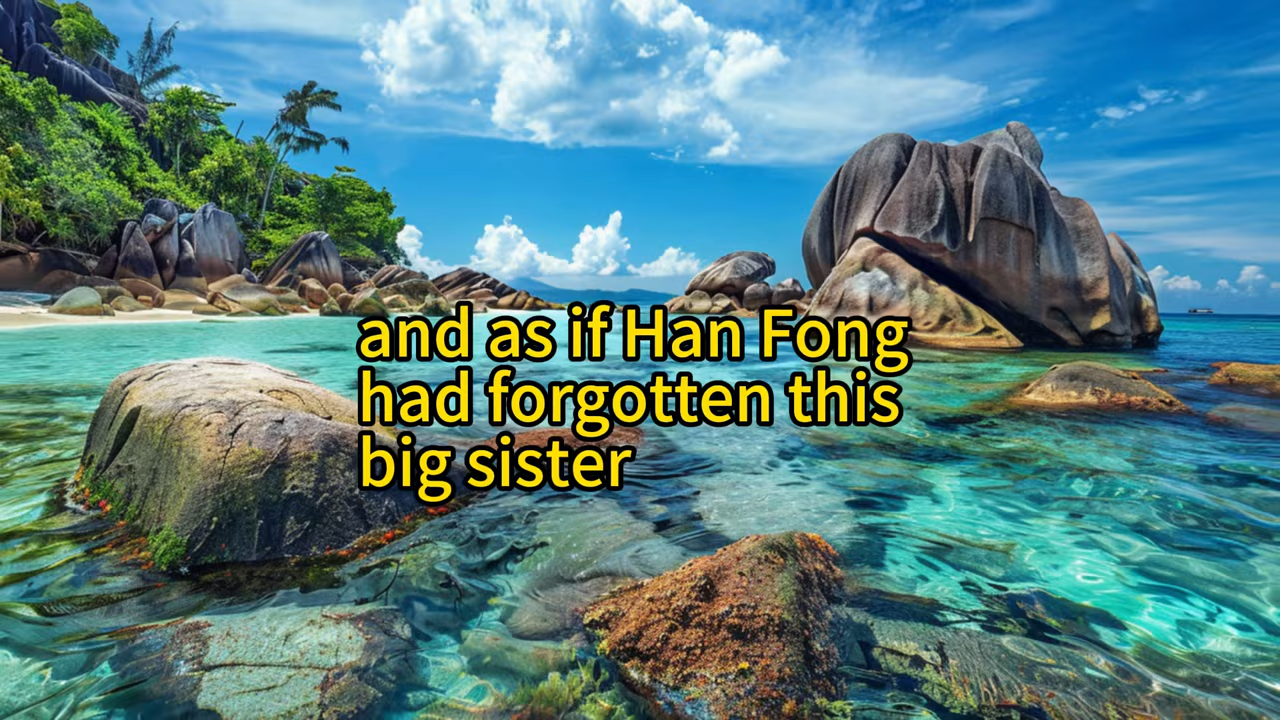 and as if Han Fong
had forgotten this
big sister